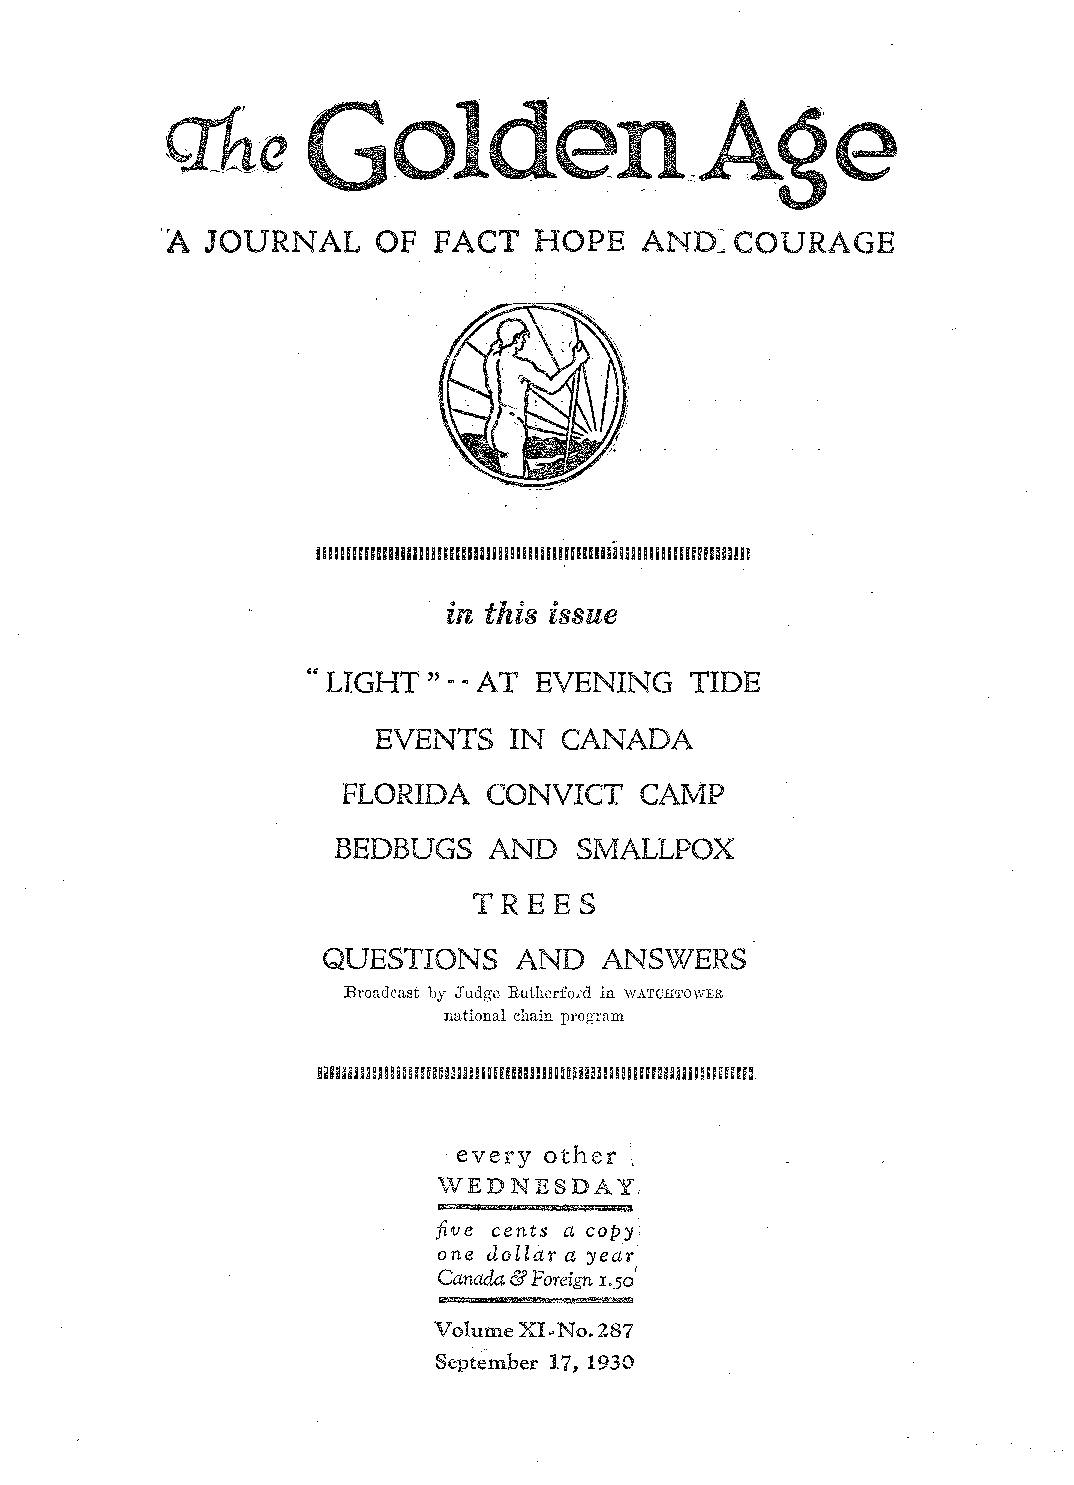 The Golden Age
A JOURNAL OF FACT HOPE AND COURAGE
in this issue
"LIGHT"--AT EVENING TIDE
EVENTS IN CANADA
FLORIDA CONVICT CAMP
BEDBUGS AND SMALLPOX
TREES
QUESTIONS AND ANSWERS
Broadcast by Judge Rutherford in WATCHTOWER
national chain program
every other
WEDNESDAY
five cents a copy
one dollar a year
Canada & Foreign 1.50
Volume XI-No. 287
September 17, 1930